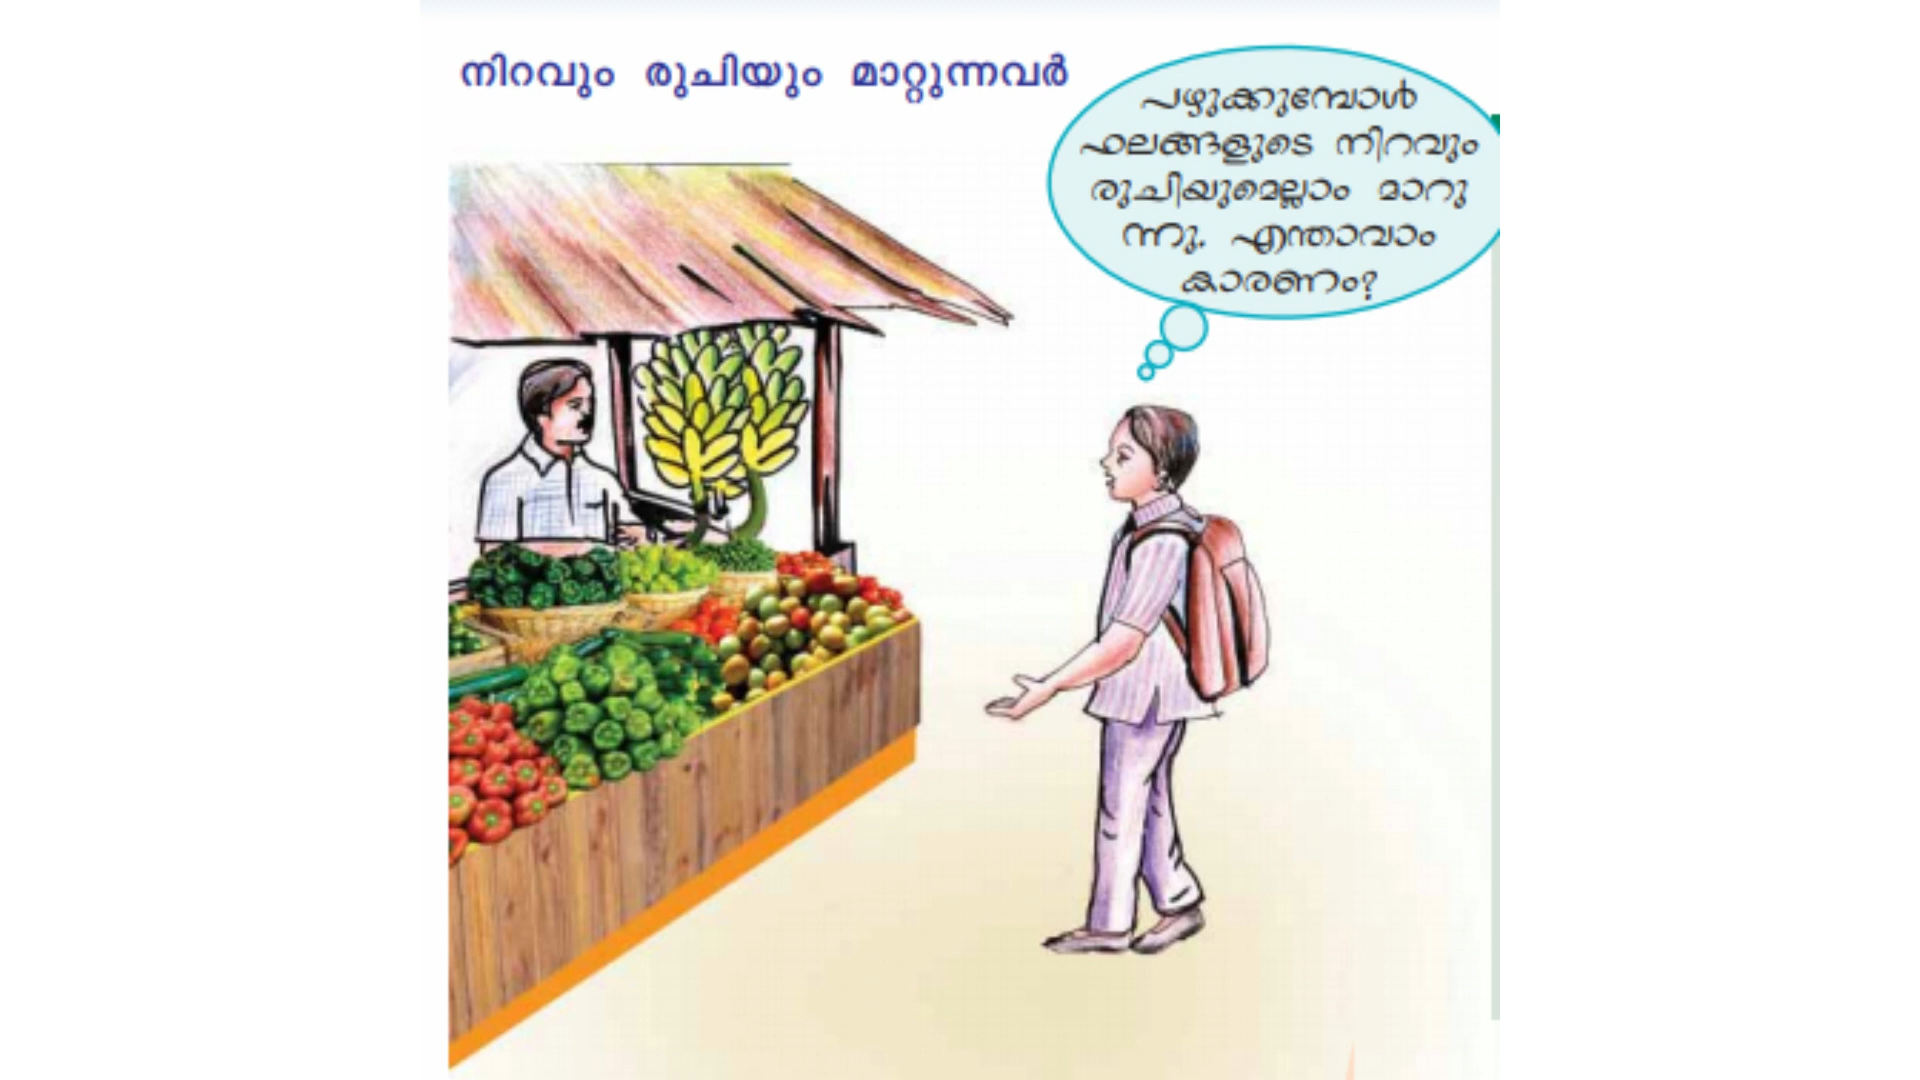 നിറവും രുചിയും മാറ്റുന്നവർ
പഴുക്കുമ്പോൾ
ഫലങ്ങളുടെ നിറവും
രുചിയുമെല്ലാം മാറു
ന്നു. എന്താവാം
കാരണം?